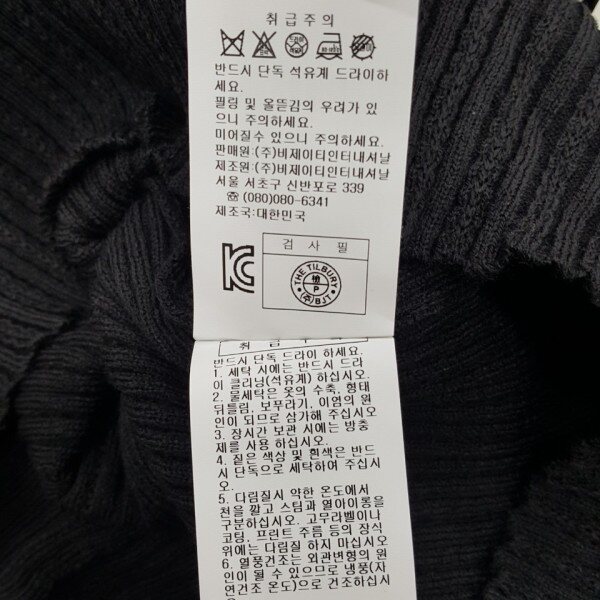 취급주의
반드시 단독 석유계 드라이하
세요.
필링 및 올뜯김의 우려가 있
으니 주의하세요.
미어질수 있으니 주의하세요.
판매원:(주)비제이티인터내셔날
제조원:(주)비제이티인터내셔날
서울 서초구 신반포로 339
☎(080)080-6341
제조국:대한민국
검사필
THE TILBURY
P
(주)BJT
취급주의
반드시 단독 드라이 하세요.
1. 세탁 시에는 반드시 드라
이 클리닝(석유계) 하십시오.
2. 물세탁은 옷의 수축, 형태
뒤틀림, 보푸라기, 이염의 원
인이 되므로 삼가해 주십시오
3. 장시간 보관 시에는 방충
제를 사용 하십시오.
4. 짙은 색상 및 흰색은 반드
시 단독으로 세탁하여 주십시
오.
5. 다림질시 약한 온도에서
천을 깔고 스팀과 열아이롱을
구분하십시오. 고무라벨이나
코팅, 프린트 주름 등의 장식
위에는 다림질 하지 마십시오
6. 열풍건조는 외관변형의 원
인이 될 수 있으므로 냉풍(자
연건조 온도)으로 건조하십시